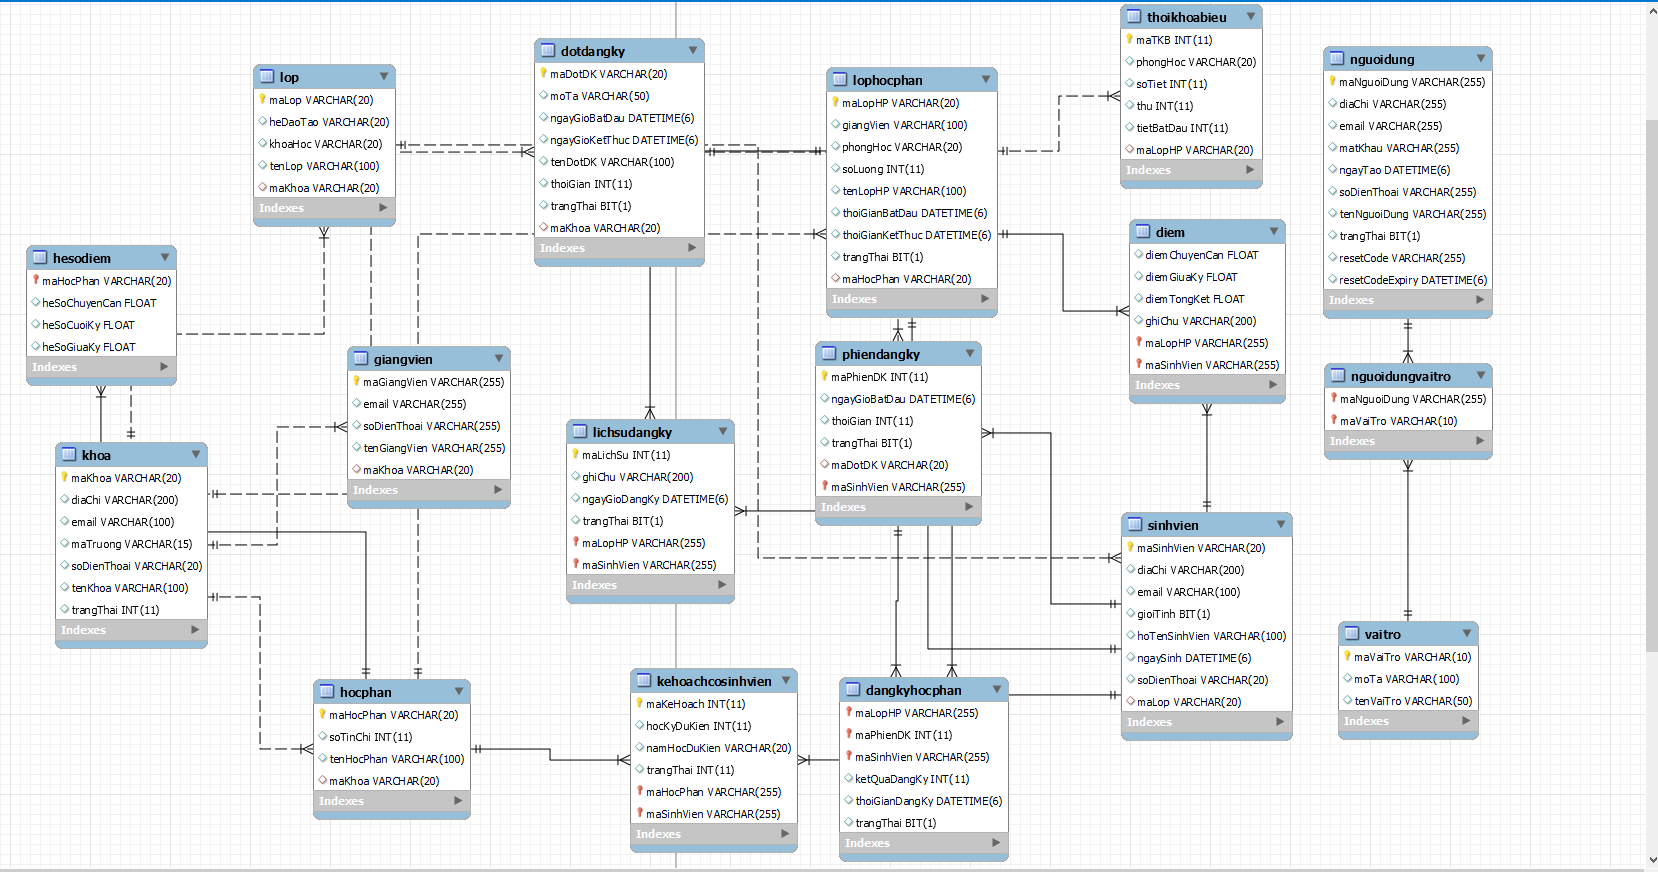 lop
maLop VARCHAR(20)
heDaoTao VARCHAR(20)
khoaHoc VARCHAR(20)
tenLop VARCHAR(100)
maKhoa VARCHAR(20)
Indexes
dotdangky
maDotDK VARCHAR(20)
moTa VARCHAR(50)
ngayGioBatDau DATETIME(6)
ngayGioKetThuc DATETIME(6)
tenDotDK VARCHAR(100)
thoiGian INT(11)
trangThai BIT(1)
maKhoa VARCHAR(20)
Indexes
lophocphan
maLopHP VARCHAR(20)
giangVien VARCHAR(100)
phongHoc VARCHAR(20)
soLuong INT(11)
tenLopHP VARCHAR(100)
thoiGianBatDau DATETIME(6)
thoiGianKetThuc DATETIME(6)
trangThai BIT(1)
maHocPhan VARCHAR(20)
Indexes
thoikhoabieu
maTKB INT(11)
phongHoc VARCHAR(20)
soTiet INT(11)
thu INT(11)
tietBatDau INT(11)
maLopHP VARCHAR(20)
Indexes
nguoidung
maNguoiDung VARCHAR(255)
diaChi VARCHAR(255)
email VARCHAR(255)
matKhau VARCHAR(255)
ngayTao DATETIME(6)
soDienThoai VARCHAR(255)
tenNguoiDung VARCHAR(255)
trangThai BIT(1)
resetCode VARCHAR(255)
resetCodeExpiry DATETIME(6)
Indexes
hesodiem
maHocPhan VARCHAR(20)
heSoChuyenCan FLOAT
heSoCuoiKy FLOAT
heSoGiuaKy FLOAT
Indexes
giangvien
maGiangVien VARCHAR(255)
email VARCHAR(255)
soDienThoai VARCHAR(255)
tenGiangVien VARCHAR(255)
maKhoa VARCHAR(20)
Indexes
phiendangky
maPhienDK INT(11)
ngayGioBatDau DATETIME(6)
thoiGian INT(11)
trangThai BIT(1)
maDotDK VARCHAR(20)
maSinhVien VARCHAR(255)
Indexes
diem
diemChuyenCan FLOAT
diemGiuaKy FLOAT
diemTongKet FLOAT
ghiChu VARCHAR(200)
maLopHP VARCHAR(255)
maSinhVien VARCHAR(255)
Indexes
nguoidungvaitro
maNguoiDung VARCHAR(255)
maVaiTro VARCHAR(10)
Indexes
khoa
maKhoa VARCHAR(20)
diaChi VARCHAR(200)
email VARCHAR(100)
maTruong VARCHAR(15)
soDienThoai VARCHAR(20)
tenKhoa VARCHAR(100)
trangThai INT(11)
Indexes
lichsudangky
maLichSu INT(11)
ghiChu VARCHAR(200)
ngayGioDangKy DATETIME(6)
trangThai BIT(1)
maLopHP VARCHAR(255)
maSinhVien VARCHAR(255)
Indexes
sinhvien
maSinhVien VARCHAR(20)
diaChi VARCHAR(200)
email VARCHAR(100)
gioiTinh BIT(1)
hoTenSinhVien VARCHAR(100)
ngaySinh DATETIME(6)
soDienThoai VARCHAR(20)
maLop VARCHAR(20)
Indexes
vaitro
maVaiTro VARCHAR(10)
moTa VARCHAR(100)
tenVaiTro VARCHAR(50)
Indexes
hocphan
maHocPhan VARCHAR(20)
soTinChi INT(11)
tenHocPhan VARCHAR(100)
maKhoa VARCHAR(20)
Indexes
kehoachcosinhvien
maKeHoach INT(11)
hocKyDuKien INT(11)
namHocDuKien VARCHAR(20)
trangThai INT(11)
maHocPhan VARCHAR(255)
maSinhVien VARCHAR(255)
Indexes
dangkyhocphan
maLopHP VARCHAR(255)
maPhienDK INT(11)
maSinhVien VARCHAR(255)
ketQuaDangKy INT(11)
thoiGianDangKy DATETIME(6)
trangThai BIT(1)
Indexes